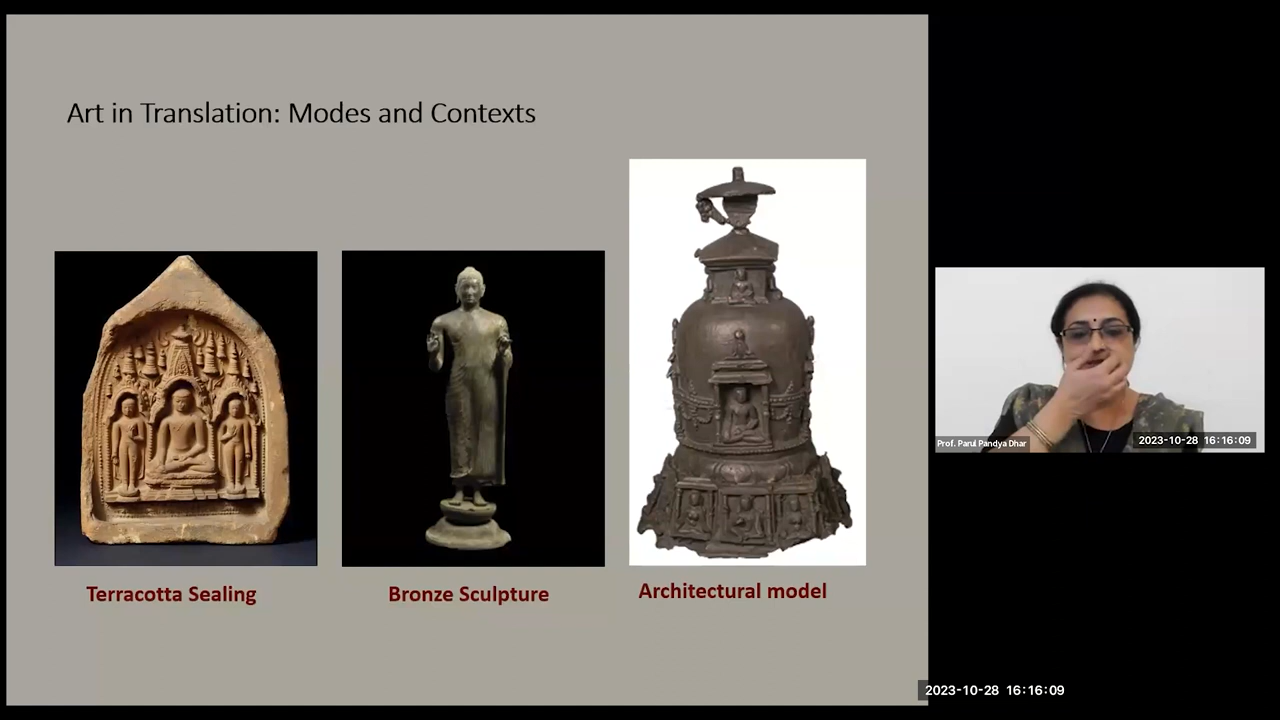 Art in Translation: Modes and Contexts
Terracotta Sealing
Bronze Sculpture
Architectural model
Prof. Parul Pandya Dhar
2023-10-28 16:16:09
2023-10-28 16:16:09